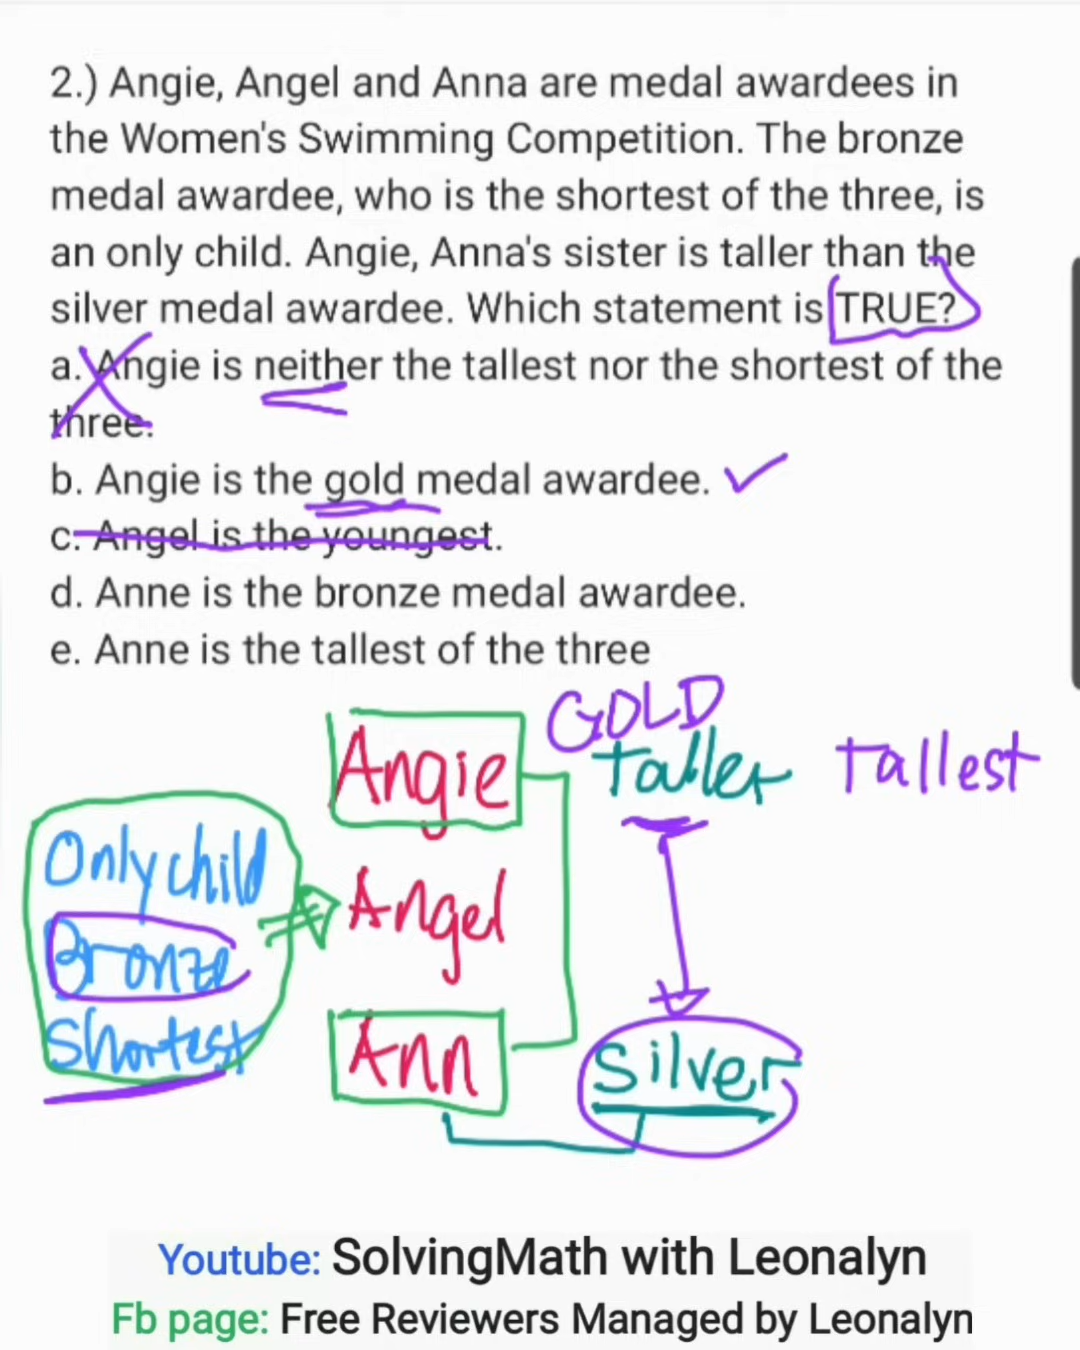 2.) Angie, Angel and Anna are medal awardees in
the Women's Swimming Competition. The bronze
medal awardee, who is the shortest of the three, is
an only child. Angie, Anna's sister is taller than the
silver medal awardee. Which statement is TRUE?
a. Angie is neither the tallest nor the shortest of the
three.
b. Angie is the gold medal awardee.
c. Angel is the youngest.
d. Anne is the bronze medal awardee.
e. Anne is the tallest of the three
GOLD
Angie taller tallest
Only child
Angel
Bronze
Shortest
Ann Silver
Youtube: SolvingMath with Leonalyn
Fb page: Free Reviewers Managed by Leonalyn